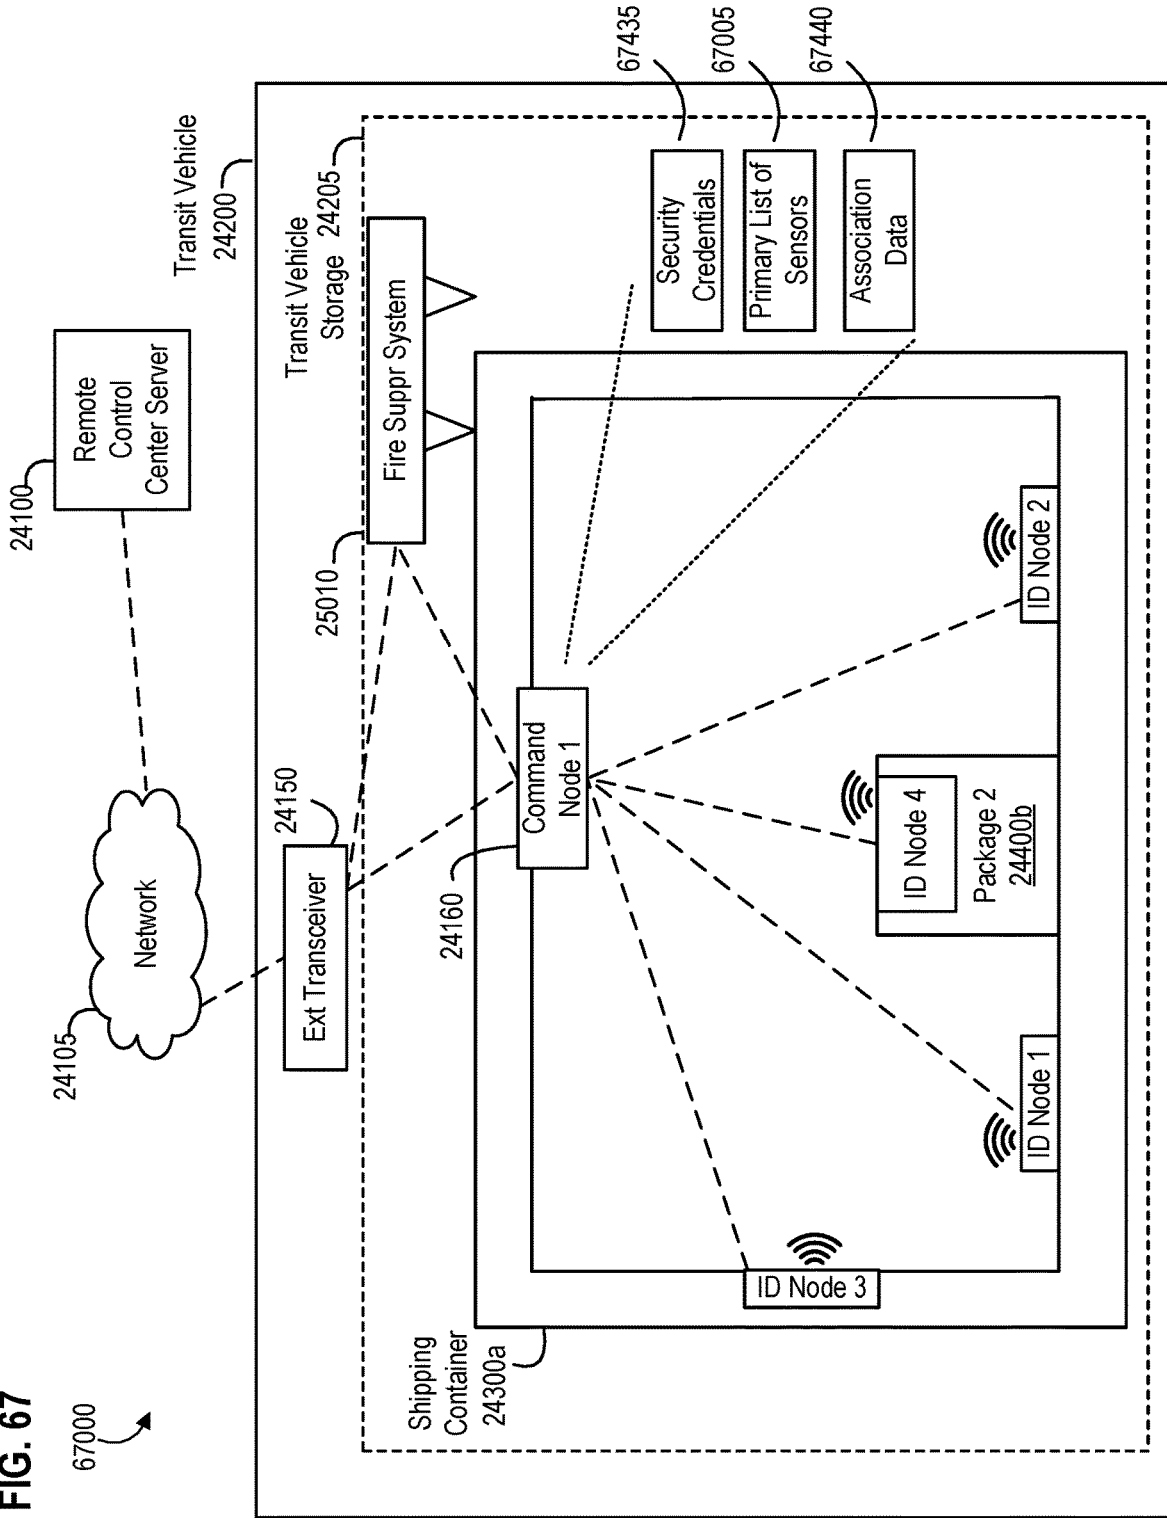 FIG. 67
67000
24105
Network
24100
Remote
Control
Center Server
Transit Vehicle
24200
Ext Transceiver
24150
25010
Transit Vehicle
Storage 24205
Fire Suppr System
Shipping
Container
24300a
24160
Command
Node 1
Security
Credentials
67435
Primary List of
Sensors
67005
Association
Data
67440
ID Node 3
ID Node 1
ID Node 4
Package 2
24400b
ID Node 2